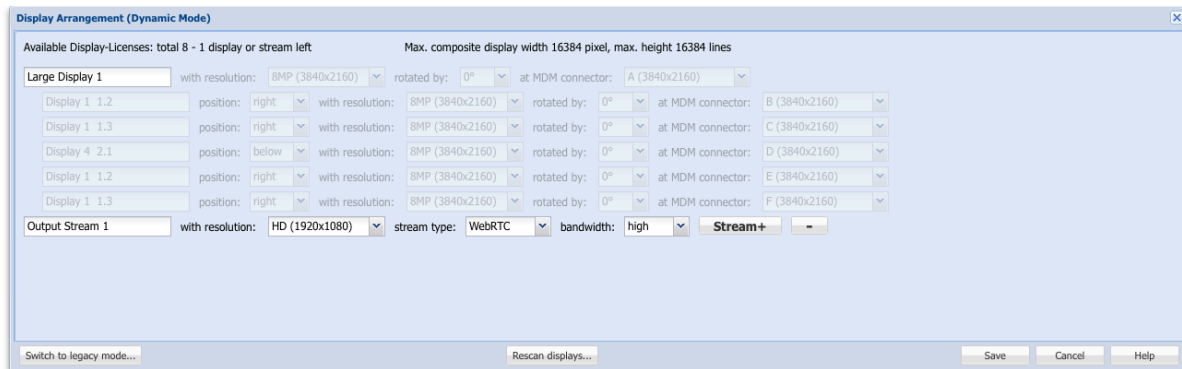 Display Arrangement (Dynamic Mode)
Available Display-Licenses: total 8 - 1 display or stream left Max. composite display width 16384 pixel, max. height 16384 lines
Large Display 1 with resolution: 8MP (3840x2160) rotated by: 0° at MDM connector: A (3840x2160)
Display 1 1.2 position: right with resolution: 8MP (3840x2160) rotated by: 0° at MDM connector: B (3840x2160)
Display 1 1.3 position: right with resolution: 8MP (3840x2160) rotated by: 0° at MDM connector: C (3840x2160)
Display 4 2.1 position: below with resolution: 8MP (3840x2160) rotated by: 0° at MDM connector: D (3840x2160)
Display 1 1.2 position: right with resolution: 8MP (3840x2160) rotated by: 0° at MDM connector: E (3840x2160)
Display 1 1.3 position: right with resolution: 8MP (3840x2160) rotated by: 0° at MDM connector: F (3840x2160)
Output Stream 1 with resolution: HD (1920x1080) stream type: WebRTC bandwidth: high Stream+ -
Switch to legacy mode... Rescan displays... Save Cancel Help